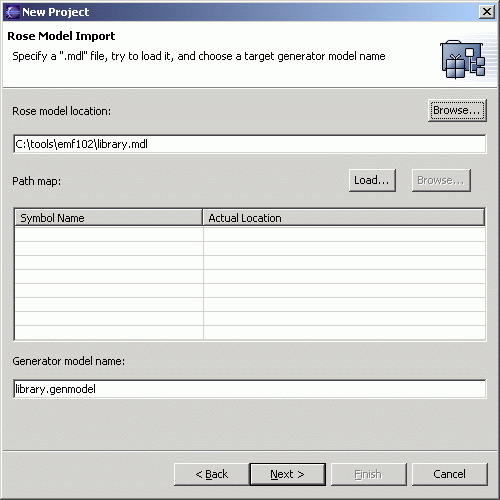 New Project
Rose Model Import
Specify a ".mdl" file, try to load it, and choose a target generator model name
Rose model location:
Browse...
C:\tools\emf102\library.mdl
Path map:
Load...
Browse...
Symbol Name
Actual Location
Generator model name:
library.genmodel
< Back
Next >
Finish
Cancel